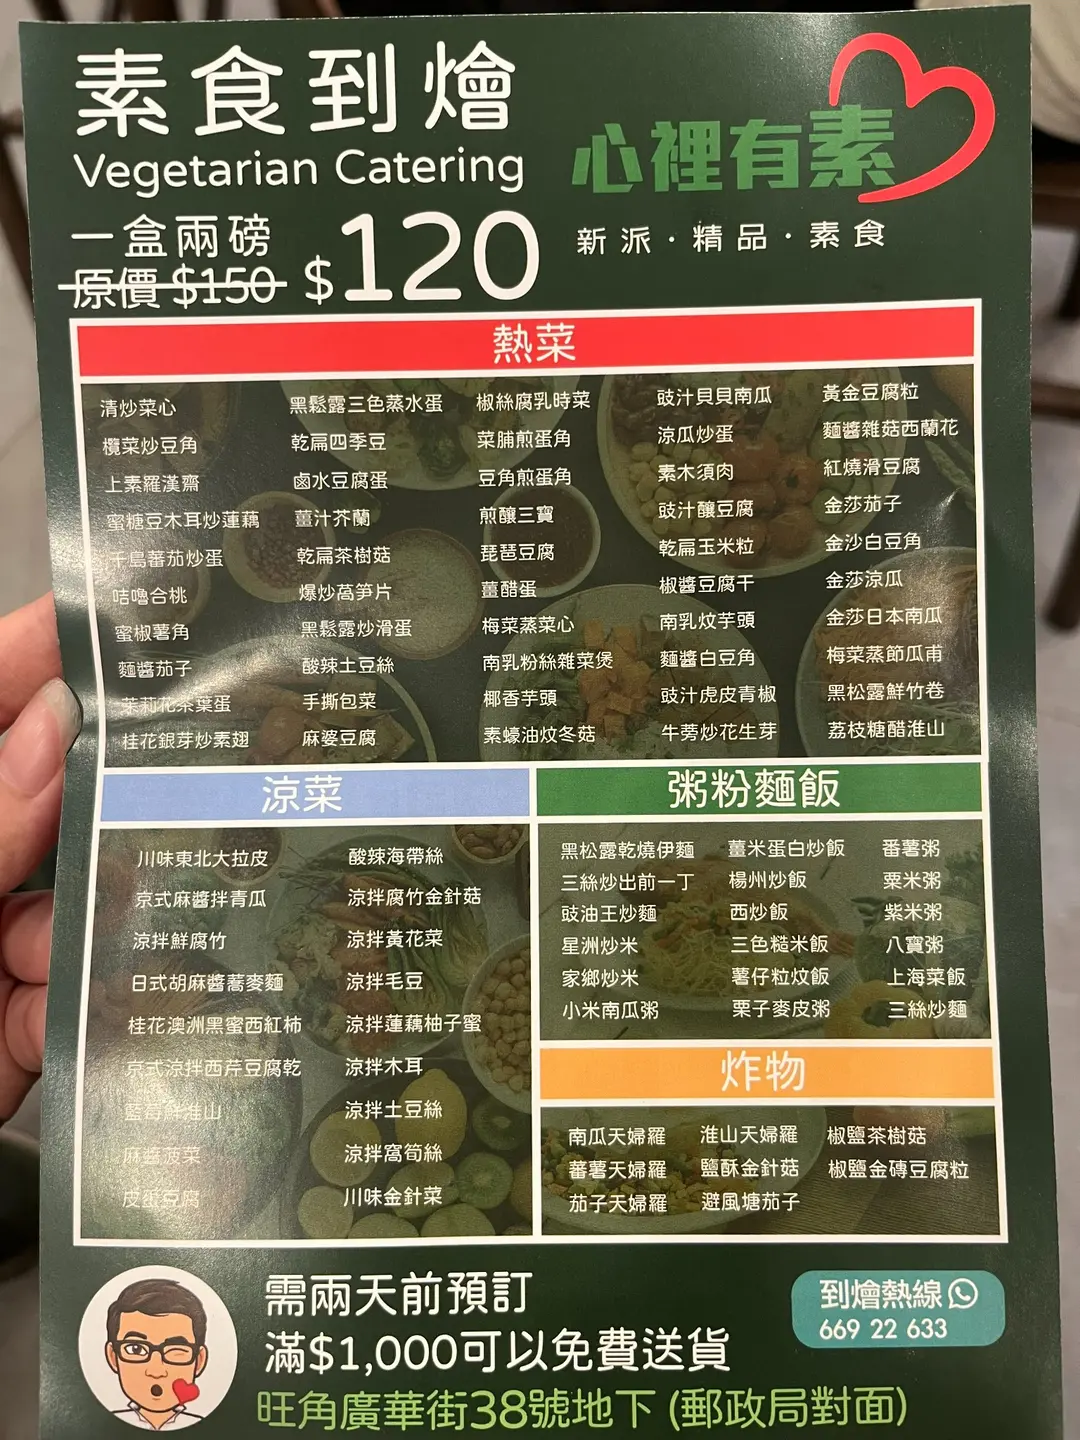 素食到燴
Vegetarian Catering
心裡有素
新派·精品·素食
一盒兩磅
原價 $150 $120
熱菜
清炒菜心
欖菜炒豆角
上素羅漢齋
蜜糖豆木耳炒蓮藕
千島蕃茄炒蛋
咕嚕合桃
蜜椒薯角
麵醬茄子
茉莉花茶葉蛋
桂花銀芽炒素翅
黑鬆露三色蒸水蛋
乾扁四季豆
鹵水豆腐蛋
薑汁芥蘭
乾扁茶樹菇
爆炒萵笋片
黑鬆露炒滑蛋
酸辣土豆絲
手撕包菜
麻婆豆腐
椒絲腐乳時菜
菜脯煎蛋角
豆角煎蛋角
煎釀三寶
琵琶豆腐
薑醋蛋
梅菜蒸菜心
南乳粉絲雜菜煲
椰香芋頭
素蠔油炆冬菇
豉汁貝貝南瓜
涼瓜炒蛋
素木須肉
豉汁釀豆腐
乾扁玉米粒
椒醬豆腐干
南乳炆芋頭
麵醬白豆角
豉汁虎皮青椒
牛蒡炒花生芽
黃金豆腐粒
麵醬雜菇西蘭花
紅燒滑豆腐
金莎茄子
金沙白豆角
金莎涼瓜
金莎日本南瓜
梅菜蒸節瓜甫
黑松露鮮竹卷
荔枝糖醋淮山
涼菜
川味東北大拉皮
京式麻醬拌青瓜
涼拌鮮腐竹
日式胡麻醬蕎麥麵
桂花澳洲黑蜜西紅柿
京式涼拌西芹豆腐乾
藍莓鮮淮山
麻醬菠菜
皮蛋豆腐
酸辣海帶絲
涼拌腐竹金針菇
涼拌黃花菜
涼拌毛豆
涼拌蓮藕柚子蜜
涼拌木耳
涼拌土豆絲
涼拌窩筍絲
川味金針菜
粥粉麵飯
黑松露乾燒伊麵
三絲炒出前一丁
豉油王炒麵
星洲炒米
家鄉炒米
小米南瓜粥
薑米蛋白炒飯
楊州炒飯
西炒飯
三色糙米飯
薯仔粒炆飯
栗子麥皮粥
番薯粥
粟米粥
紫米粥
八寶粥
上海菜飯
三絲炒麵
炸物
南瓜天婦羅
蕃薯天婦羅
茄子天婦羅
淮山天婦羅
鹽酥金針菇
避風塘茄子
椒鹽茶樹菇
椒鹽金磚豆腐粒
需兩天前預訂
滿$1,000可以免費送貨
旺角廣華街38號地下 (郵政局對面)
到燴熱線
669 22 633